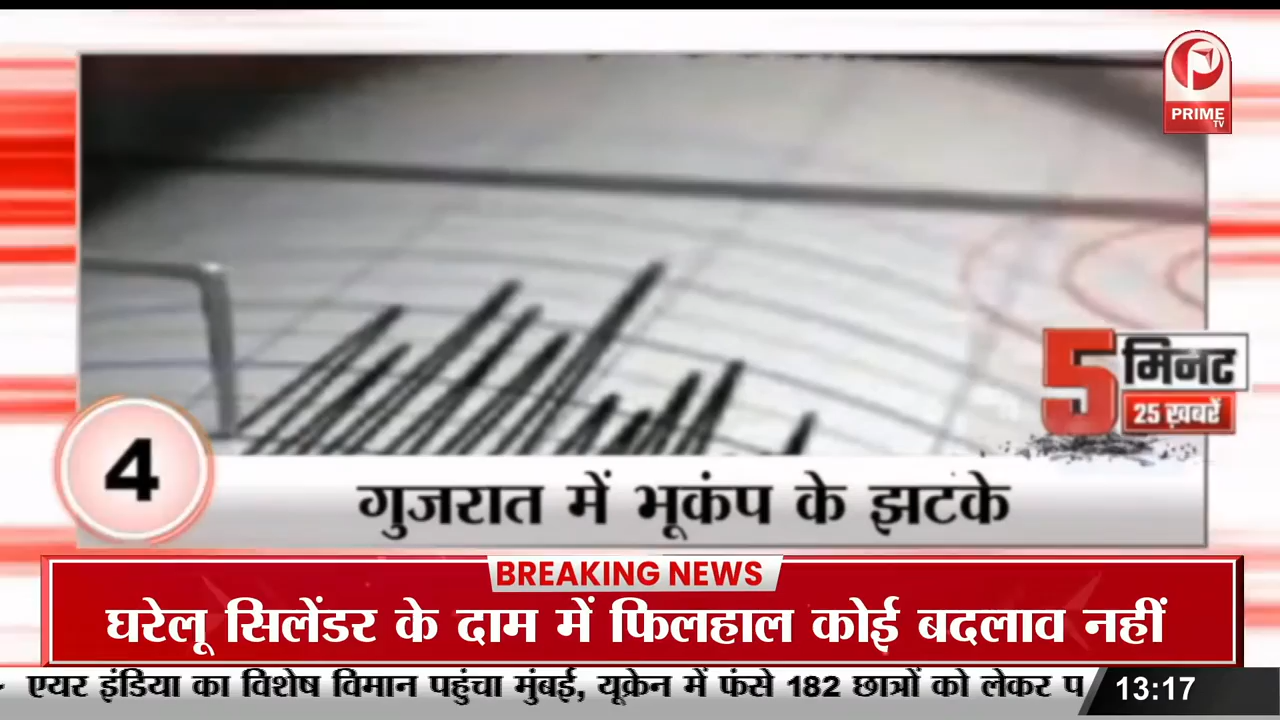 PRIME
TV
5 मिनट
25 ख़बरें
4
गुजरात में भूकंप के झटके
BREAKING NEWS
घरेलू सिलेंडर के दाम में फिलहाल कोई बदलाव नहीं
एयर इंडिया का विशेष विमान पहुंचा मुंबई, यूक्रेन में फंसे 182 छात्रों को लेकर प
13:17